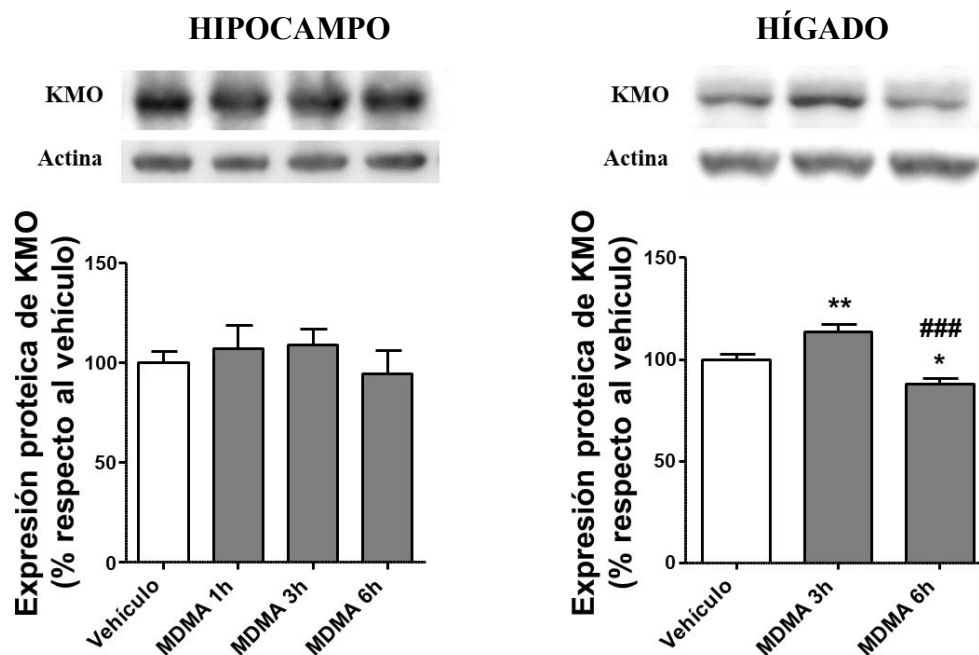 HIPOCAMPO
KMO
Actina
Expresión proteica de KMO
(% respecto al vehículo)
150
100
50
0
Vehículo
MDMA 1h
MDMA 3h
MDMA 6h
HÍGADO
KMO
Actina
Expresión proteica de KMO
(% respecto al vehículo)
150
100
50
0
**
###
*
Vehículo
MDMA 3h
MDMA 6h